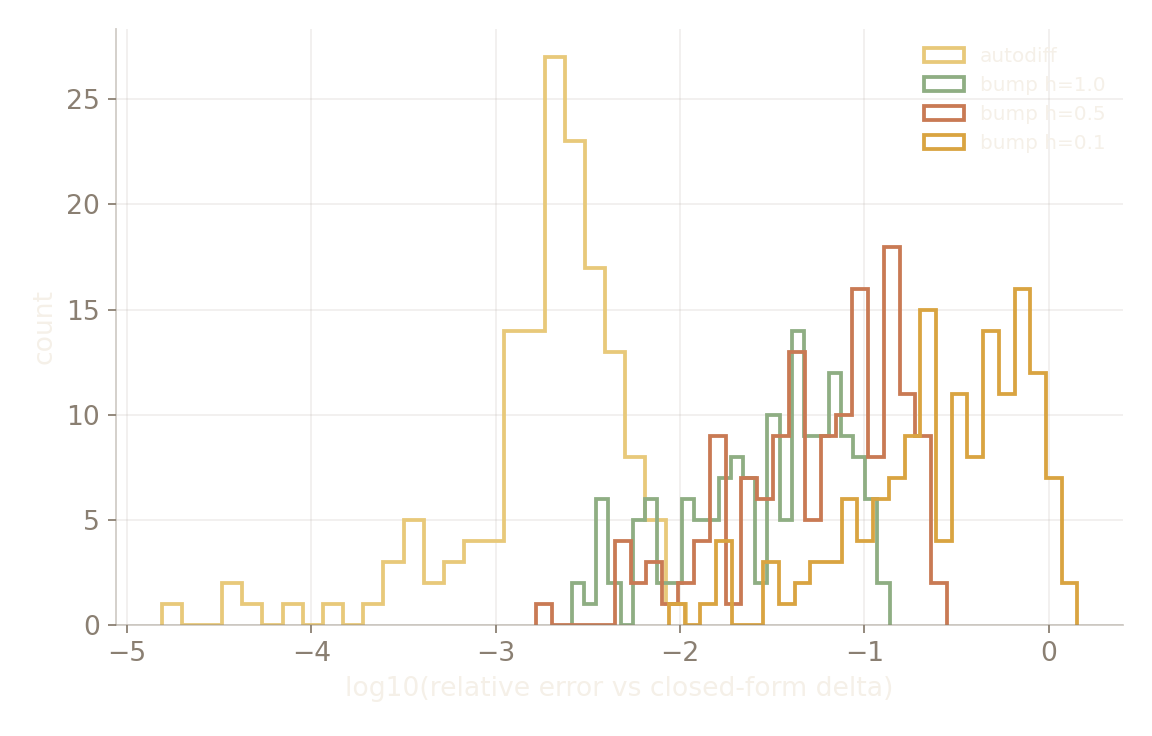 autodiff
bump h=1.0
bump h=0.5
bump h=0.1
25
20
15
10
5
0
count
−5 −4 −3 −2 −1 0
log10(relative error vs closed-form delta)